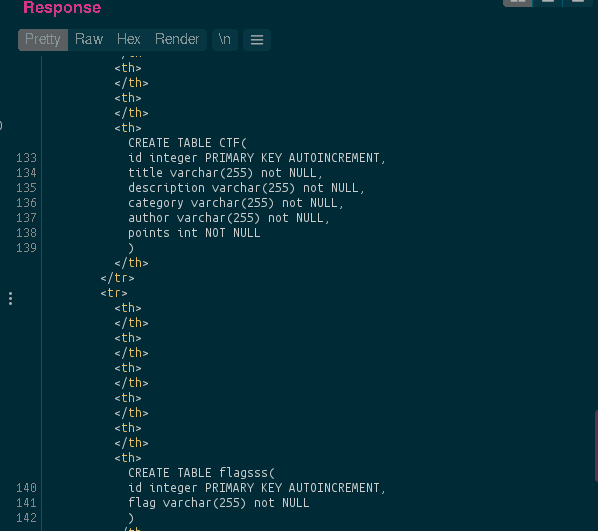 Response
Pretty Raw Hex Render \n
</th>
<th>
</th>
<th>
</th>
<th>
CREATE TABLE CTF(
133 id integer PRIMARY KEY AUTOINCREMENT,
134 title varchar(255) not NULL,
135 description varchar(255) not NULL,
136 category varchar(255) not NULL,
137 author varchar(255) not NULL,
138 points int NOT NULL
139 )
</th>
</tr>
<tr>
<th>
</th>
<th>
</th>
<th>
</th>
<th>
</th>
<th>
</th>
<th>
CREATE TABLE flagsss(
140 id integer PRIMARY KEY AUTOINCREMENT,
141 flag varchar(255) not NULL
142 )
</th>